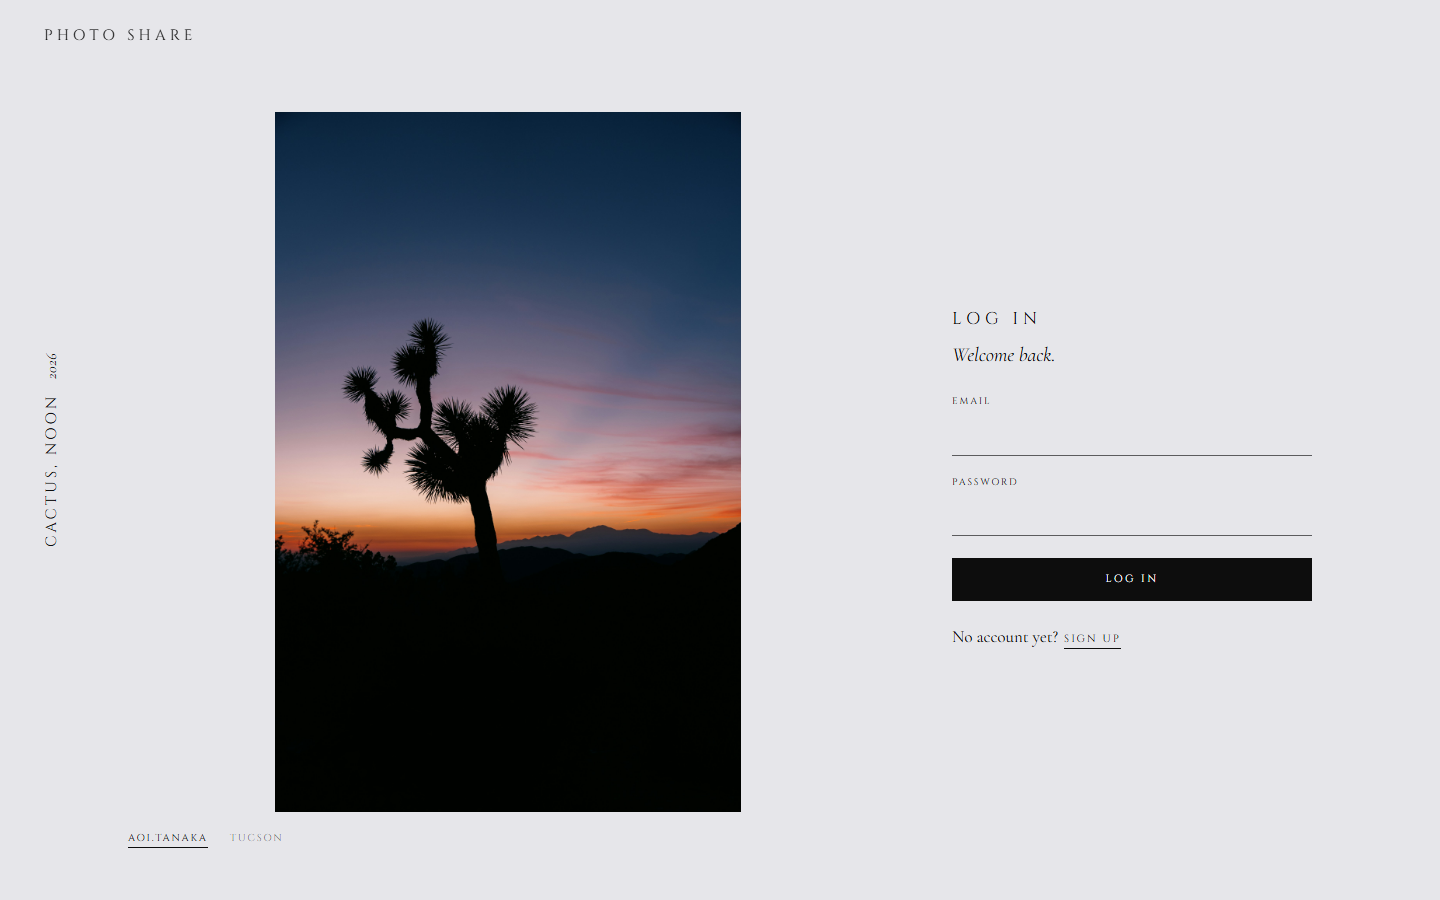 PHOTO SHARE
CACTUS, NOON 2026
LOG IN
Welcome back.
EMAIL
PASSWORD
LOG IN
No account yet? SIGN UP
AOI.TANAKA TUCSON